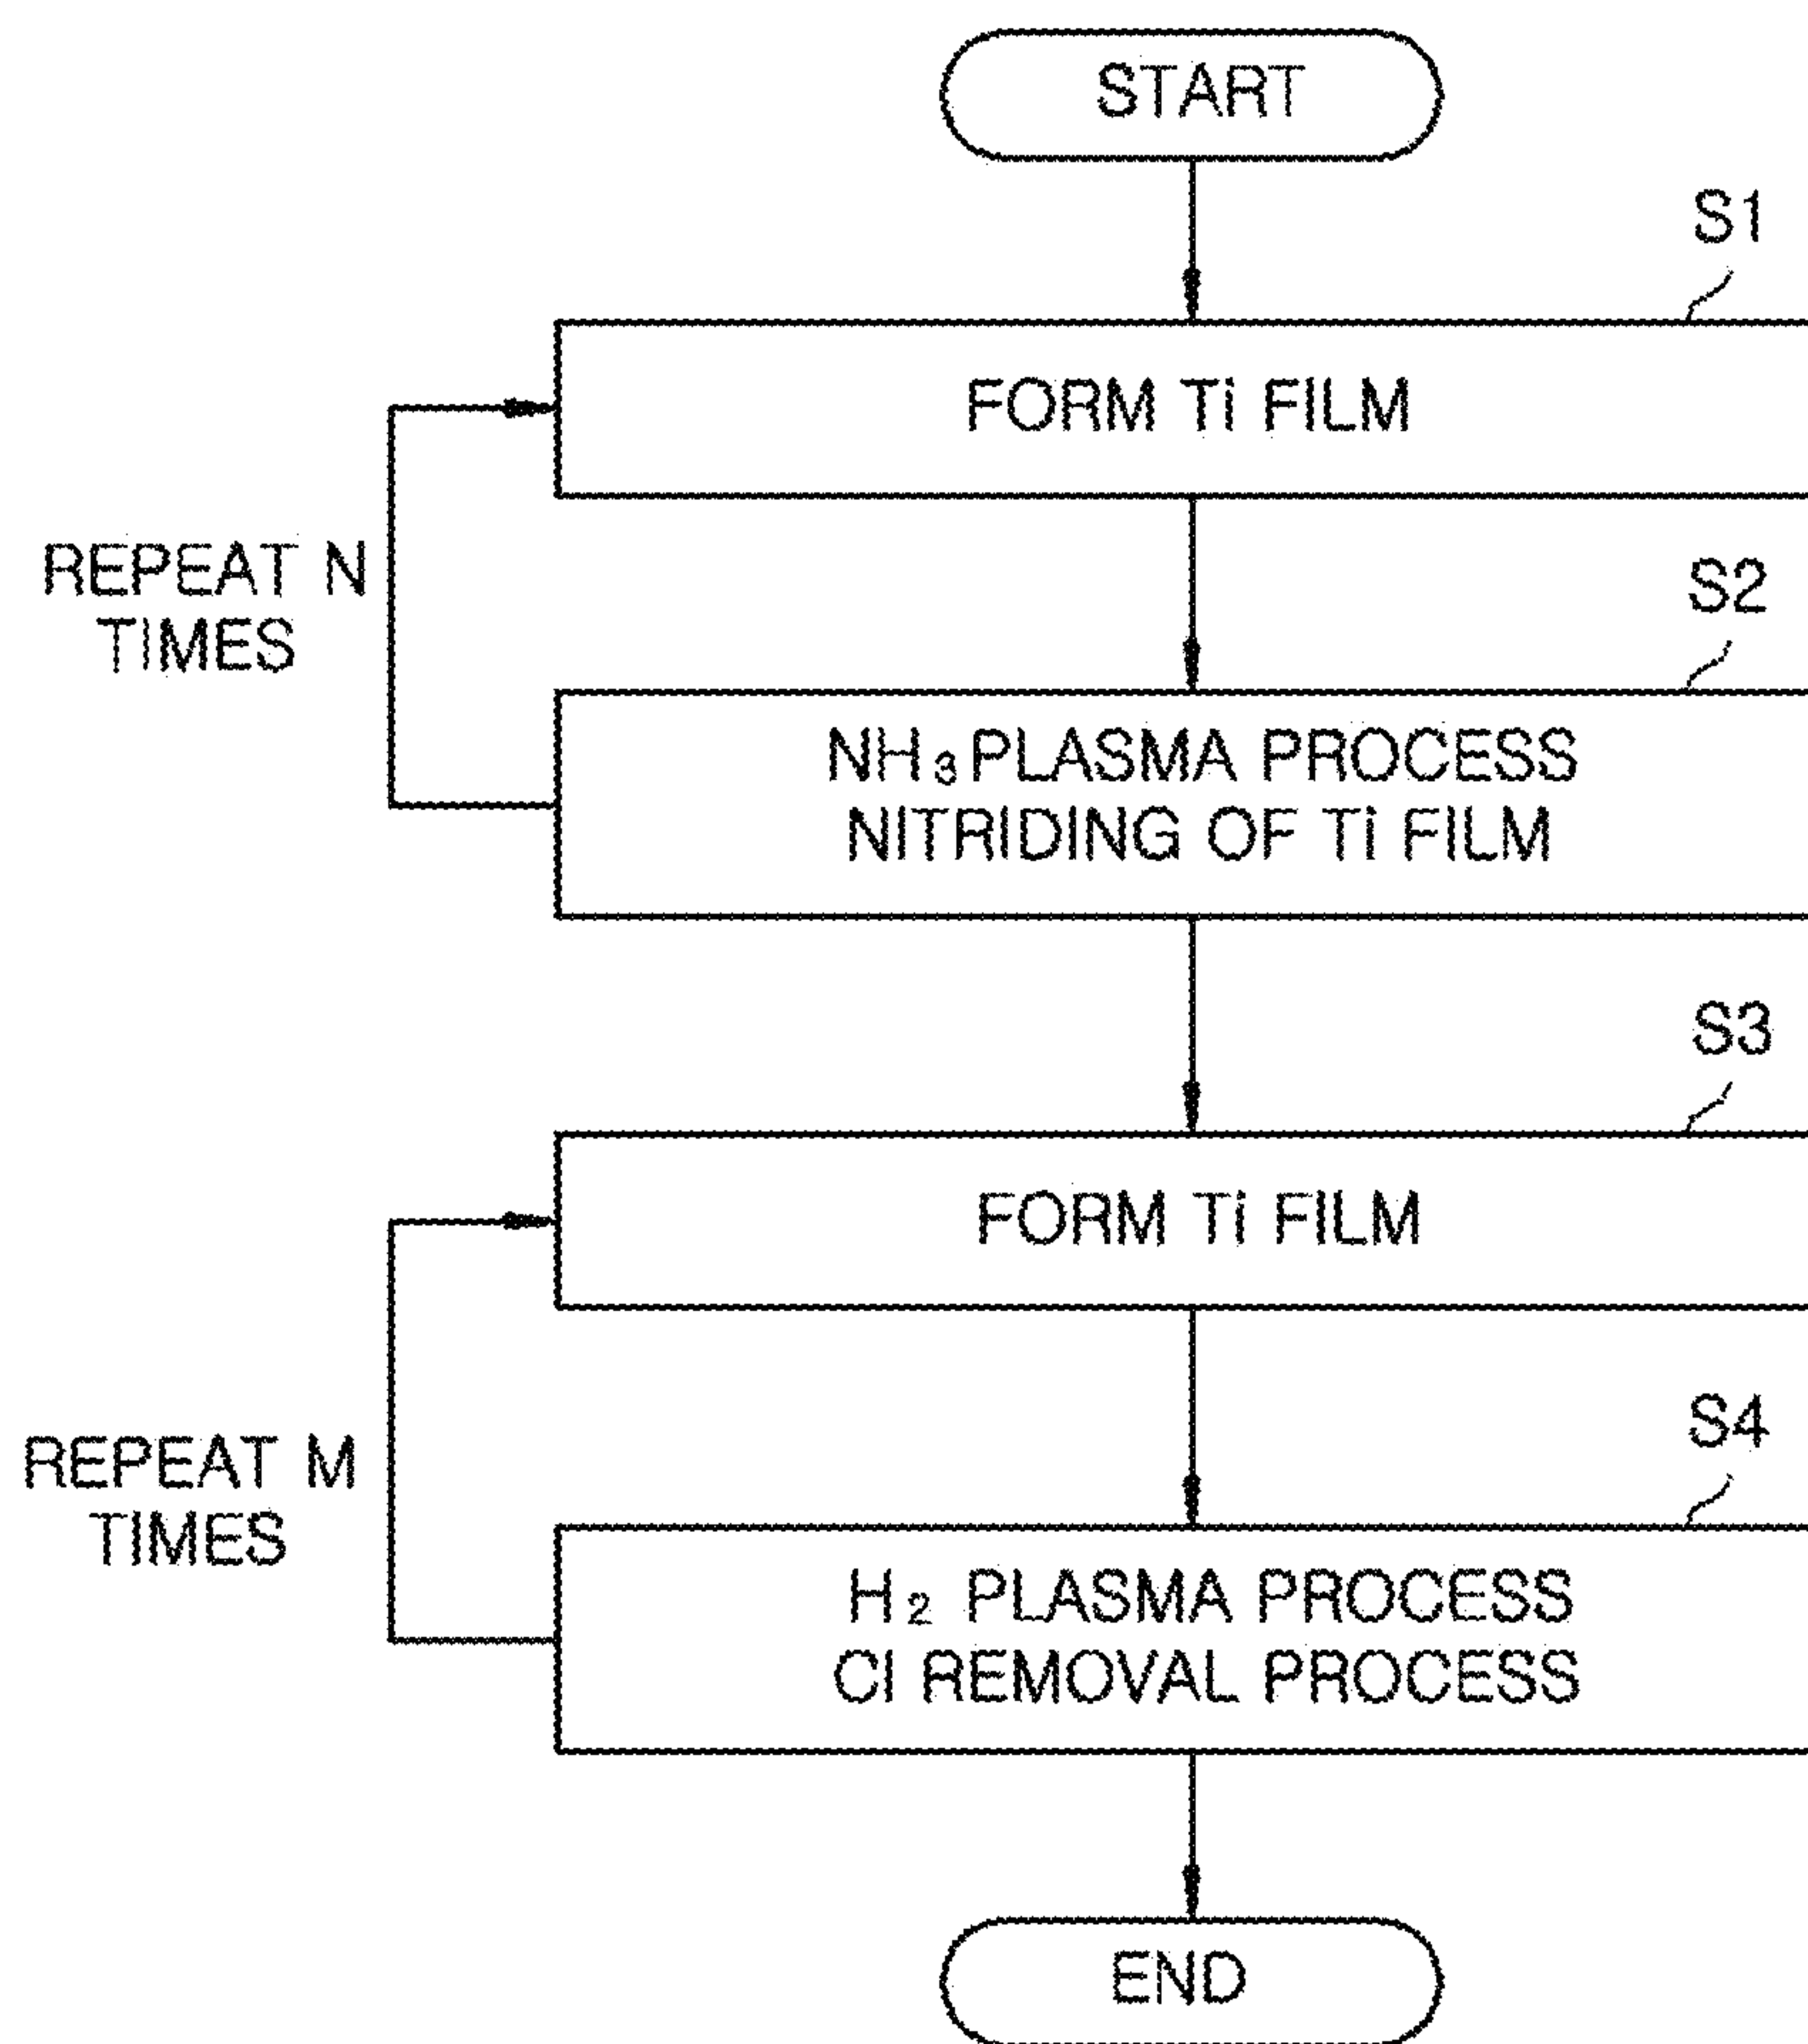 START
S1
FORM Ti FILM
REPEAT N
TIMES
S2
NH₃ PLASMA PROCESS
NITRIDING OF Ti FILM
S3
FORM Ti FILM
REPEAT M
TIMES
S4
H₂ PLASMA PROCESS
Cl REMOVAL PROCESS
END